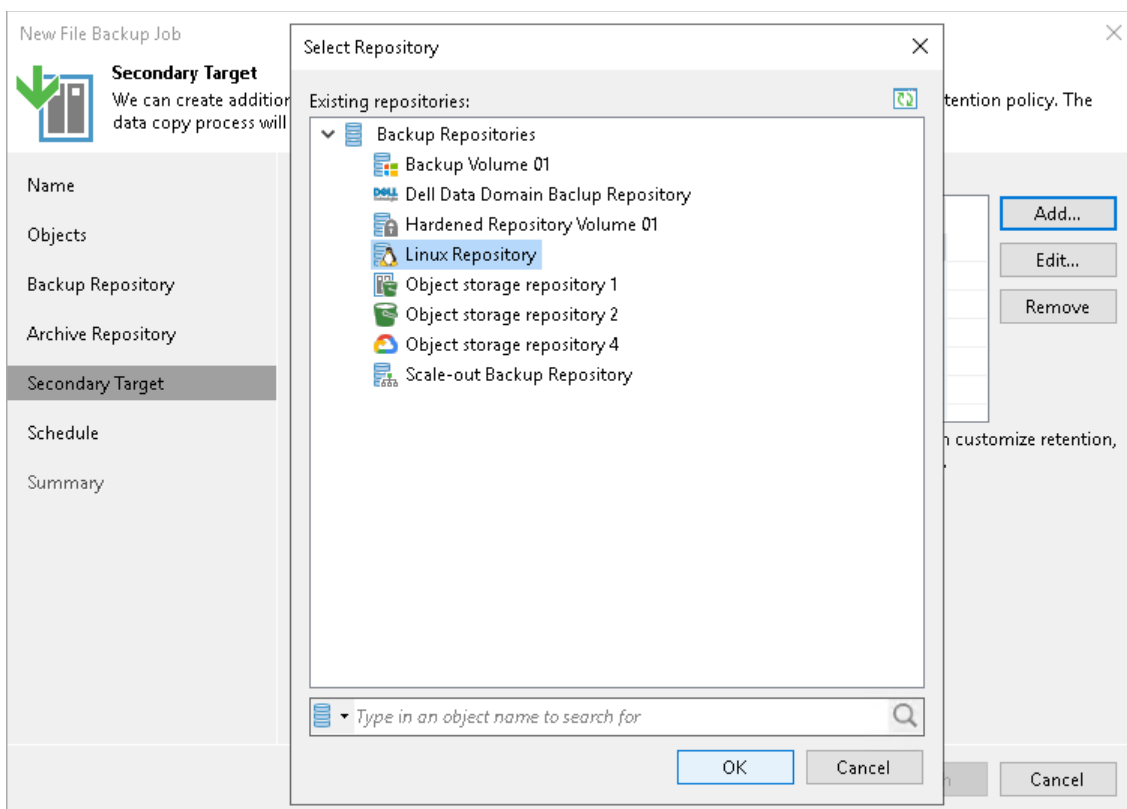 New File Backup Job
Secondary Target
We can create addition
tention policy. The
data copy process will
Name
Objects
Backup Repository
Archive Repository
Secondary Target
Schedule
Summary
Select Repository
Existing repositories:
Backup Repositories
Backup Volume 01
DELL Dell Data Domain Baclup Repository
Hardened Repository Volume 01
Linux Repository
Object storage repository 1
Object storage repository 2
Object storage repository 4
Scale-out Backup Repository
Type in an object name to search for
OK
Cancel
Add...
Edit...
Remove
customize retention,
Cancel